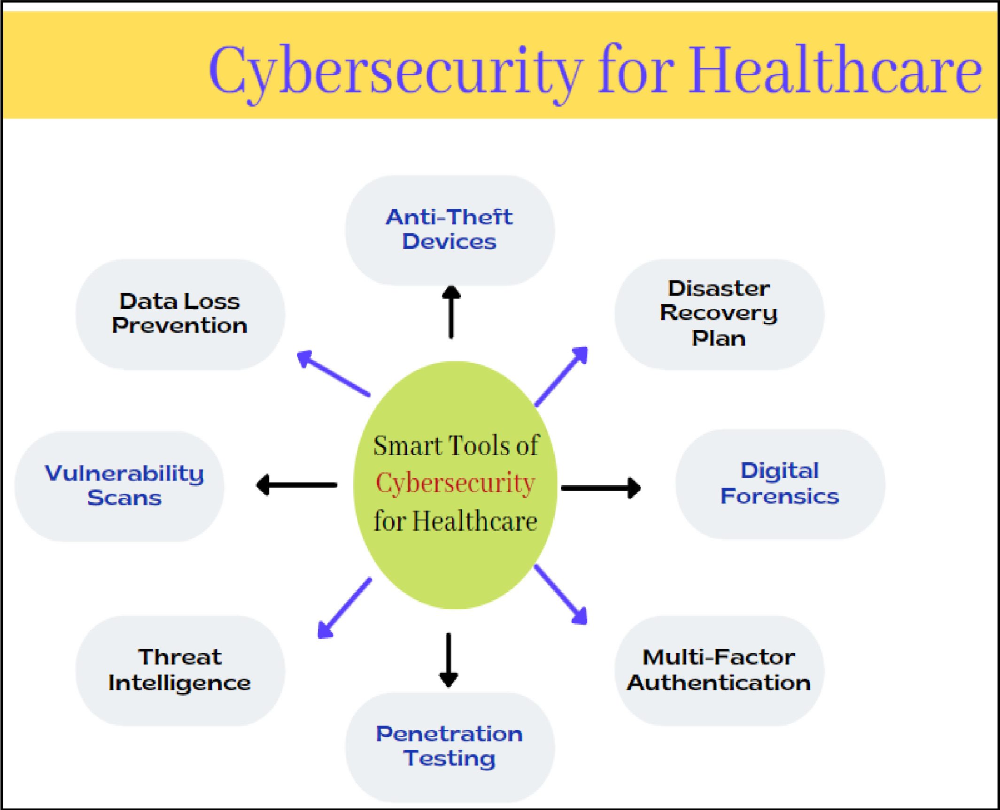 Cybersecurity for Healthcare
Anti-Theft
Devices
Data Loss
Prevention
Disaster
Recovery
Plan
Vulnerability
Scans
Smart Tools of
Cybersecurity
for Healthcare
Digital
Forensics
Threat
Intelligence
Multi-Factor
Authentication
Penetration
Testing